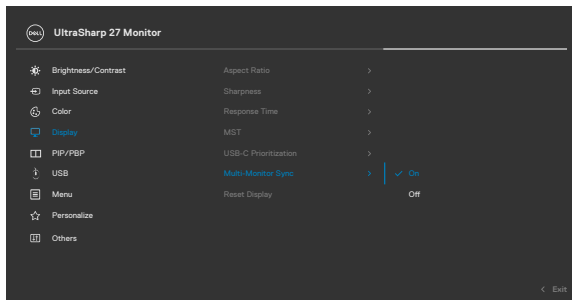 DELL UltraSharp 27 Monitor
Brightness/Contrast Aspect Ratio
Input Source Sharpness
Color Response Time
Display MST
PIP/PBP USB-C Prioritization
USB Multi-Monitor Sync On
Menu Reset Display Off
Personalize
Others
Exit